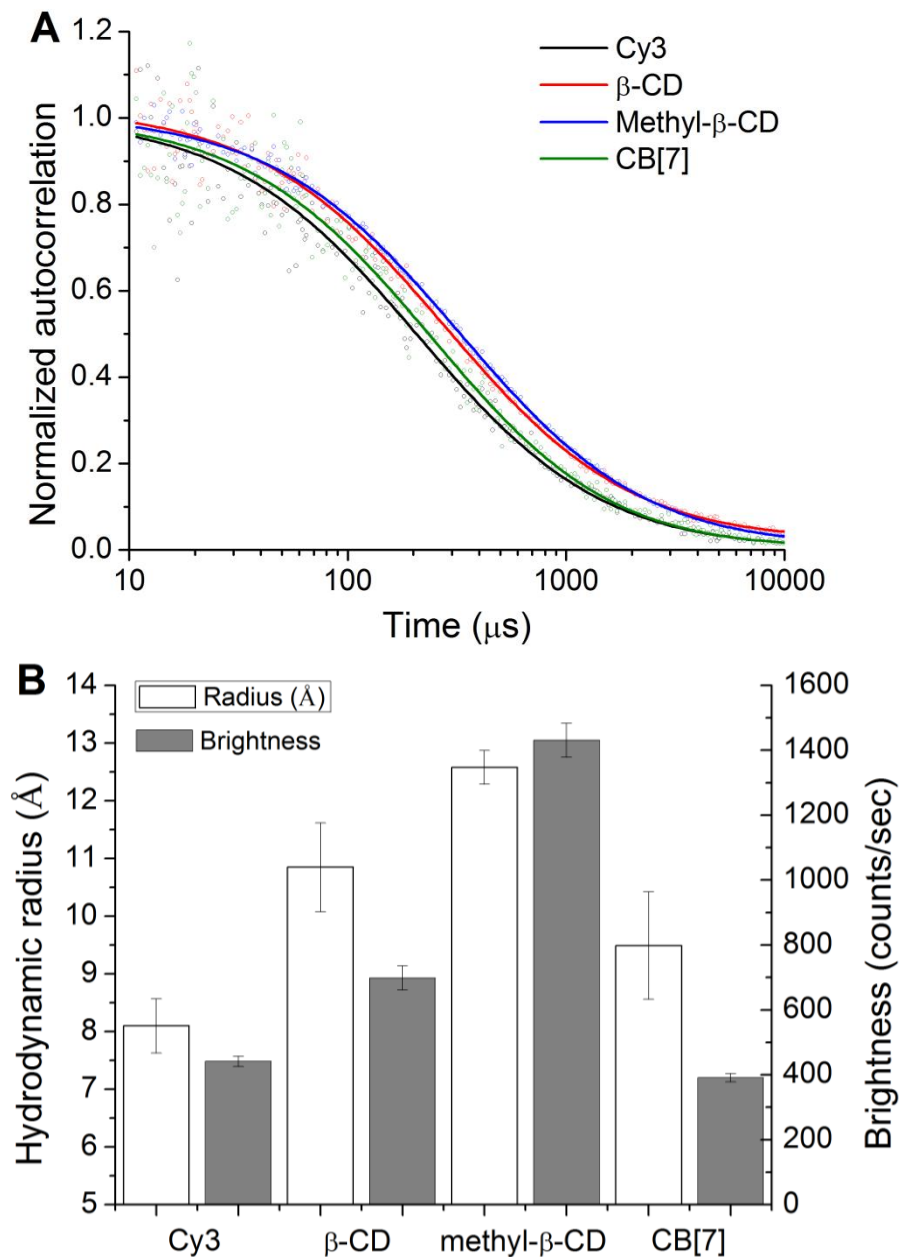 A
1.2
1.0
0.8
0.6
0.4
0.2
0.0
Normalized autocorrelation
10 100 1000 10000
Time (μs)
Cy3
β-CD
Methyl-β-CD
CB[7]
B
14
13
12
11
10
9
8
7
6
5
Hydrodynamic radius (Å)
Radius (Å)
Brightness
1600
1400
1200
1000
800
600
400
200
0
Brightness (counts/sec)
Cy3 β-CD methyl-β-CD CB[7]